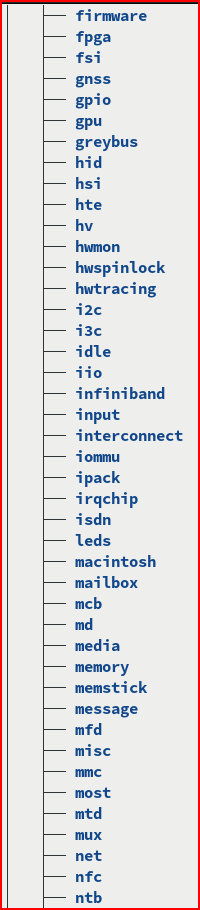 firmware
fpga
fsi
gnss
gpio
gpu
greybus
hid
hsi
hte
hv
hwmon
hwspinlock
hwtracing
i2c
i3c
idle
iio
infiniband
input
interconnect
iommu
ipack
irqchip
isdn
leds
macintosh
mailbox
mcb
md
media
memory
memstick
message
mfd
misc
mmc
most
mtd
mux
net
nfc
ntb